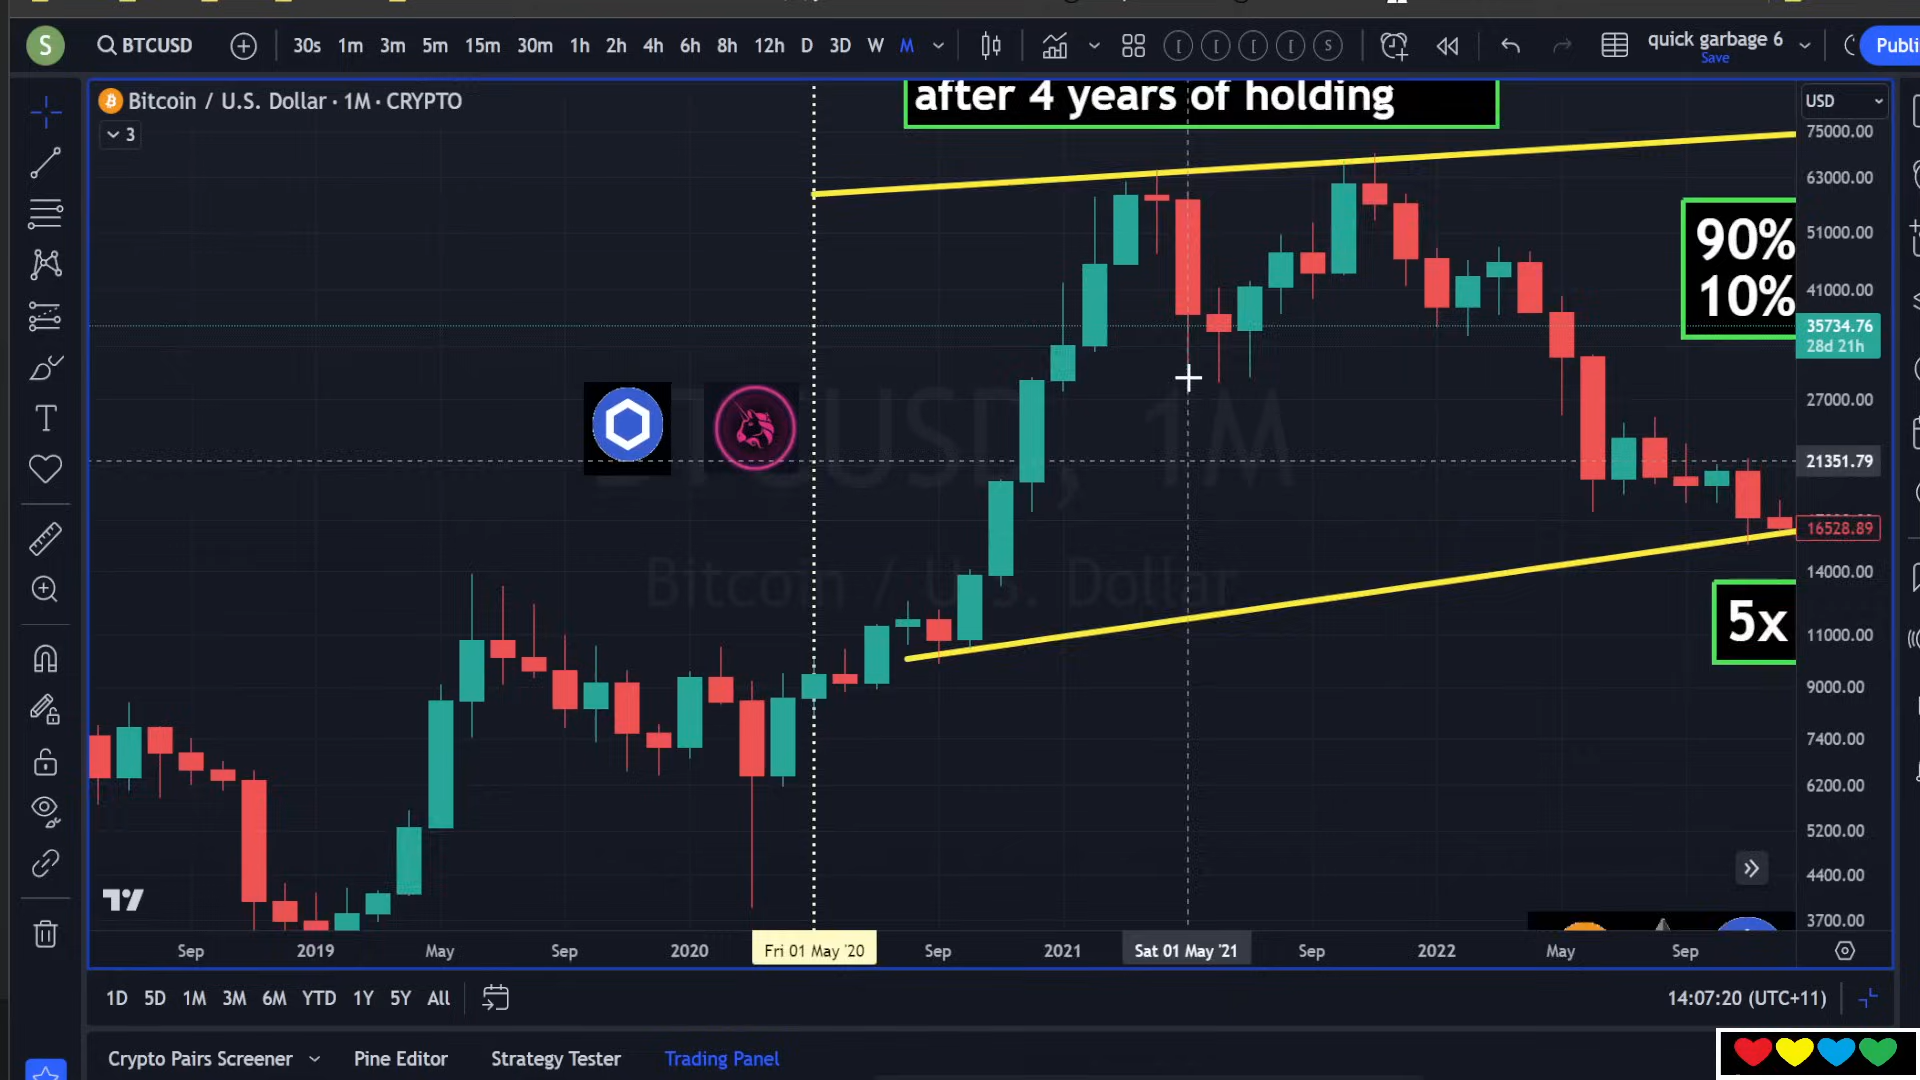 S
BTCUSD
30s 1m 3m 5m 15m 30m 1h 2h 4h 6h 8h 12h D 3D W M
[ [ [ [ S
quick garbage 6
Save
Publi
Bitcoin / U.S. Dollar · 1M · CRYPTO
3
after 4 years of holding
USD
75000.00
63000.00
51000.00
41000.00
35734.76
28d 21h
27000.00
21351.79
16528.89
14000.00
11000.00
9000.00
7400.00
6200.00
5200.00
4400.00
3700.00
90%
10%
5x
BTCUSD, 1M
Bitcoin / U.S. Dollar
Sep 2019 May Sep 2020 Fri 01 May '20 Sep 2021 Sat 01 May '21 Sep 2022 May Sep
1D 5D 1M 3M 6M YTD 1Y 5Y All
14:07:20 (UTC+11)
Crypto Pairs Screener Pine Editor Strategy Tester Trading Panel